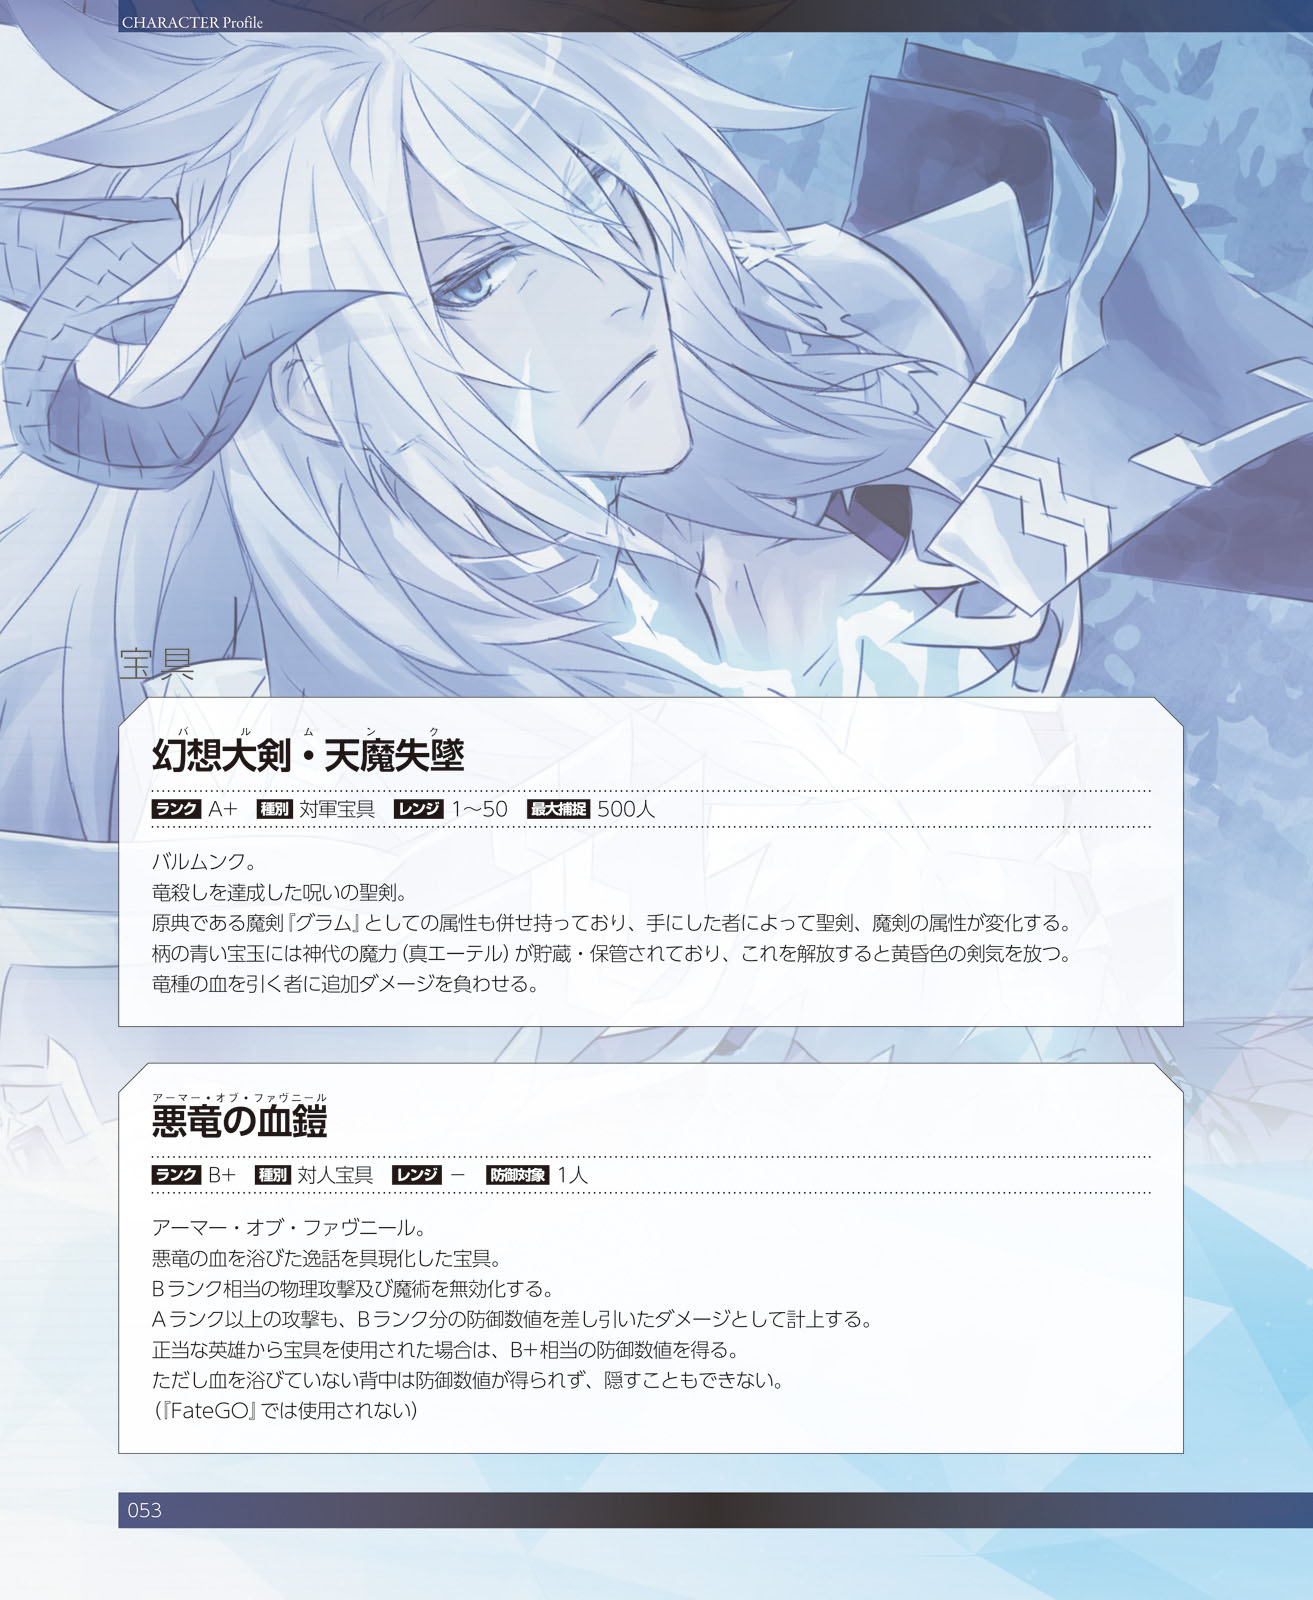 CHARACTER Profile
宝具
バルムンク
幻想大剣・天魔失墜
ランク A+ 種別 対軍宝具 レンジ 1～50 最大捕捉 500人
バルムンク。
竜殺しを達成した呪いの聖剣。
原典である魔剣『グラム』としての属性も併せ持っており、手にした者によって聖剣、魔剣の属性が変化する。
柄の青い宝玉には神代の魔力（真エーテル）が貯蔵・保管されており、これを解放すると黄昏色の剣気を放つ。
竜種の血を引く者に追加ダメージを負わせる。
アーマー・オブ・ファヴニール
悪竜の血鎧
ランク B+ 種別 対人宝具 レンジ － 防御対象 1人
アーマー・オブ・ファヴニール。
悪竜の血を浴びた逸話を具現化した宝具。
Bランク相当の物理攻撃及び魔術を無効化する。
Aランク以上の攻撃も、Bランク分の防御数値を差し引いたダメージとして計上する。
正当な英雄から宝具を使用された場合は、B+相当の防御数値を得る。
ただし血を浴びていない背中は防御数値が得られず、隠すこともできない。
（『FateGO』では使用されない）
053